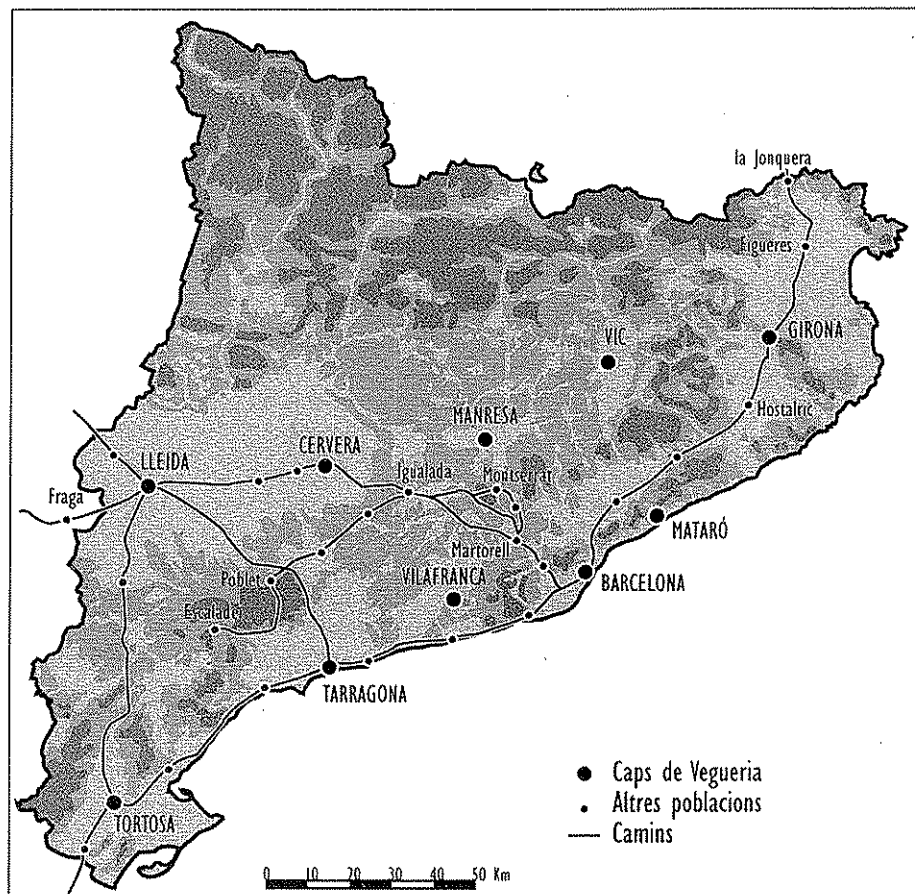 la Jonquera
Figueres
GIRONA
VIC
Hostalric
MANRESA
CERVERA
Igualada
Montserrat
LLEIDA
Fraga
MATARÓ
Martorell
BARCELONA
Poblet
VILAFRANCA
Escaladei
TARRAGONA
Caps de Vegueria
Altres poblacions
Camins
TORTOSA
0 10 20 30 40 50 Km